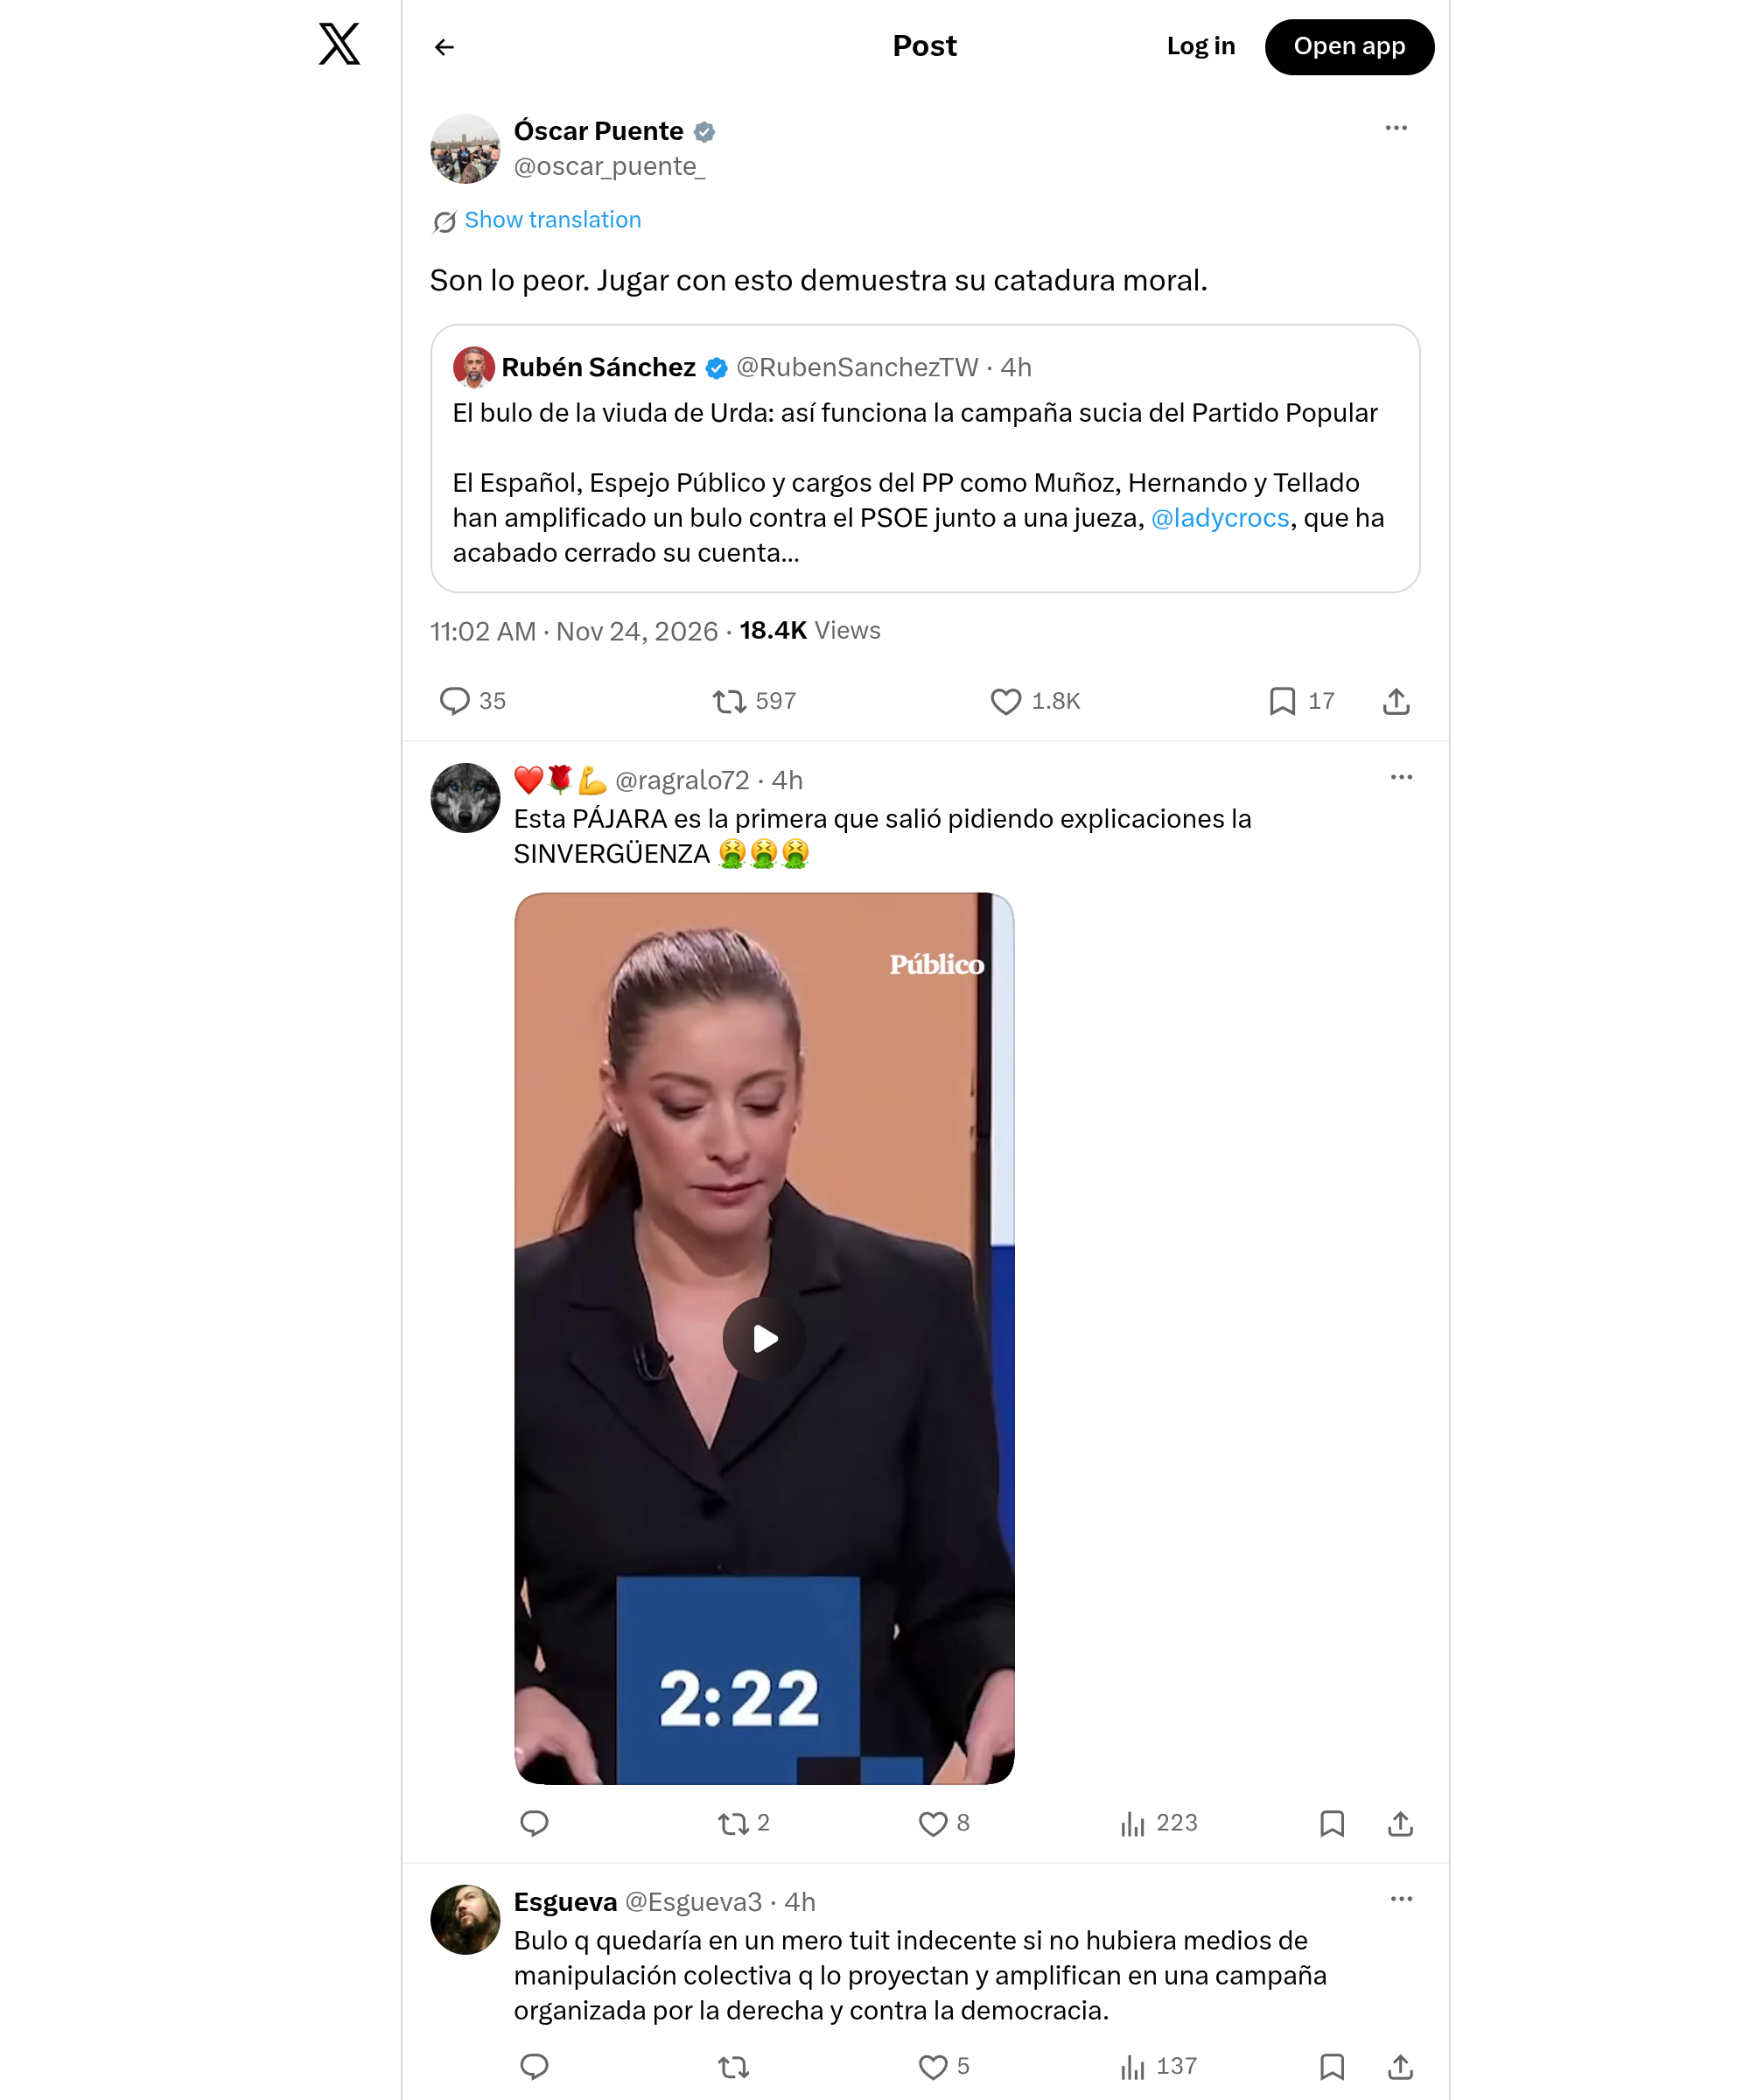 Post
Log in
Open app
Óscar Puente
@oscar_puente_
Show translation
Son lo peor. Jugar con esto demuestra su catadura moral.
Rubén Sánchez @RubenSanchezTW · 4h
El bulo de la viuda de Urda: así funciona la campaña sucia del Partido Popular
El Español, Espejo Público y cargos del PP como Muñoz, Hernando y Tellado
han amplificado un bulo contra el PSOE junto a una jueza, @ladycrocs, que ha
acabado cerrado su cuenta...
11:02 AM · Nov 24, 2026 · 18.4K Views
35 597 1.8K 17
❤️🌹💪 @ragralo72 · 4h
Esta PÁJARA es la primera que salió pidiendo explicaciones la
SINVERGÜENZA 🤮🤮🤮
Público
2:22
2 8 223
Esgueva @Esgueva3 · 4h
Bulo q quedaría en un mero tuit indecente si no hubiera medios de
manipulación colectiva q lo proyectan y amplifican en una campaña
organizada por la derecha y contra la democracia.
5 137